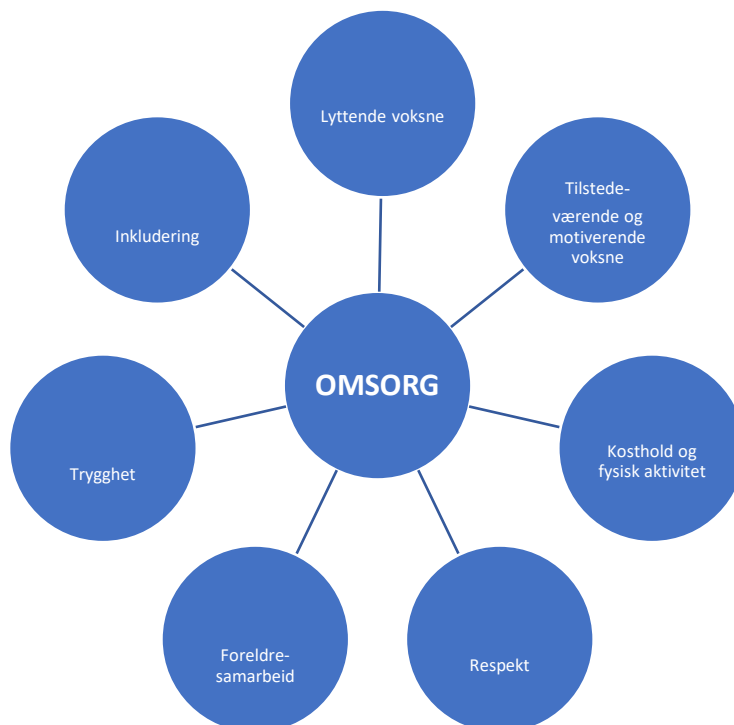 Lyttende voksne
Tilstede-
værende og
motiverende
voksne
Inkludering
OMSORG
Kosthold og
fysisk aktivitet
Trygghet
Foreldre-
samarbeid
Respekt